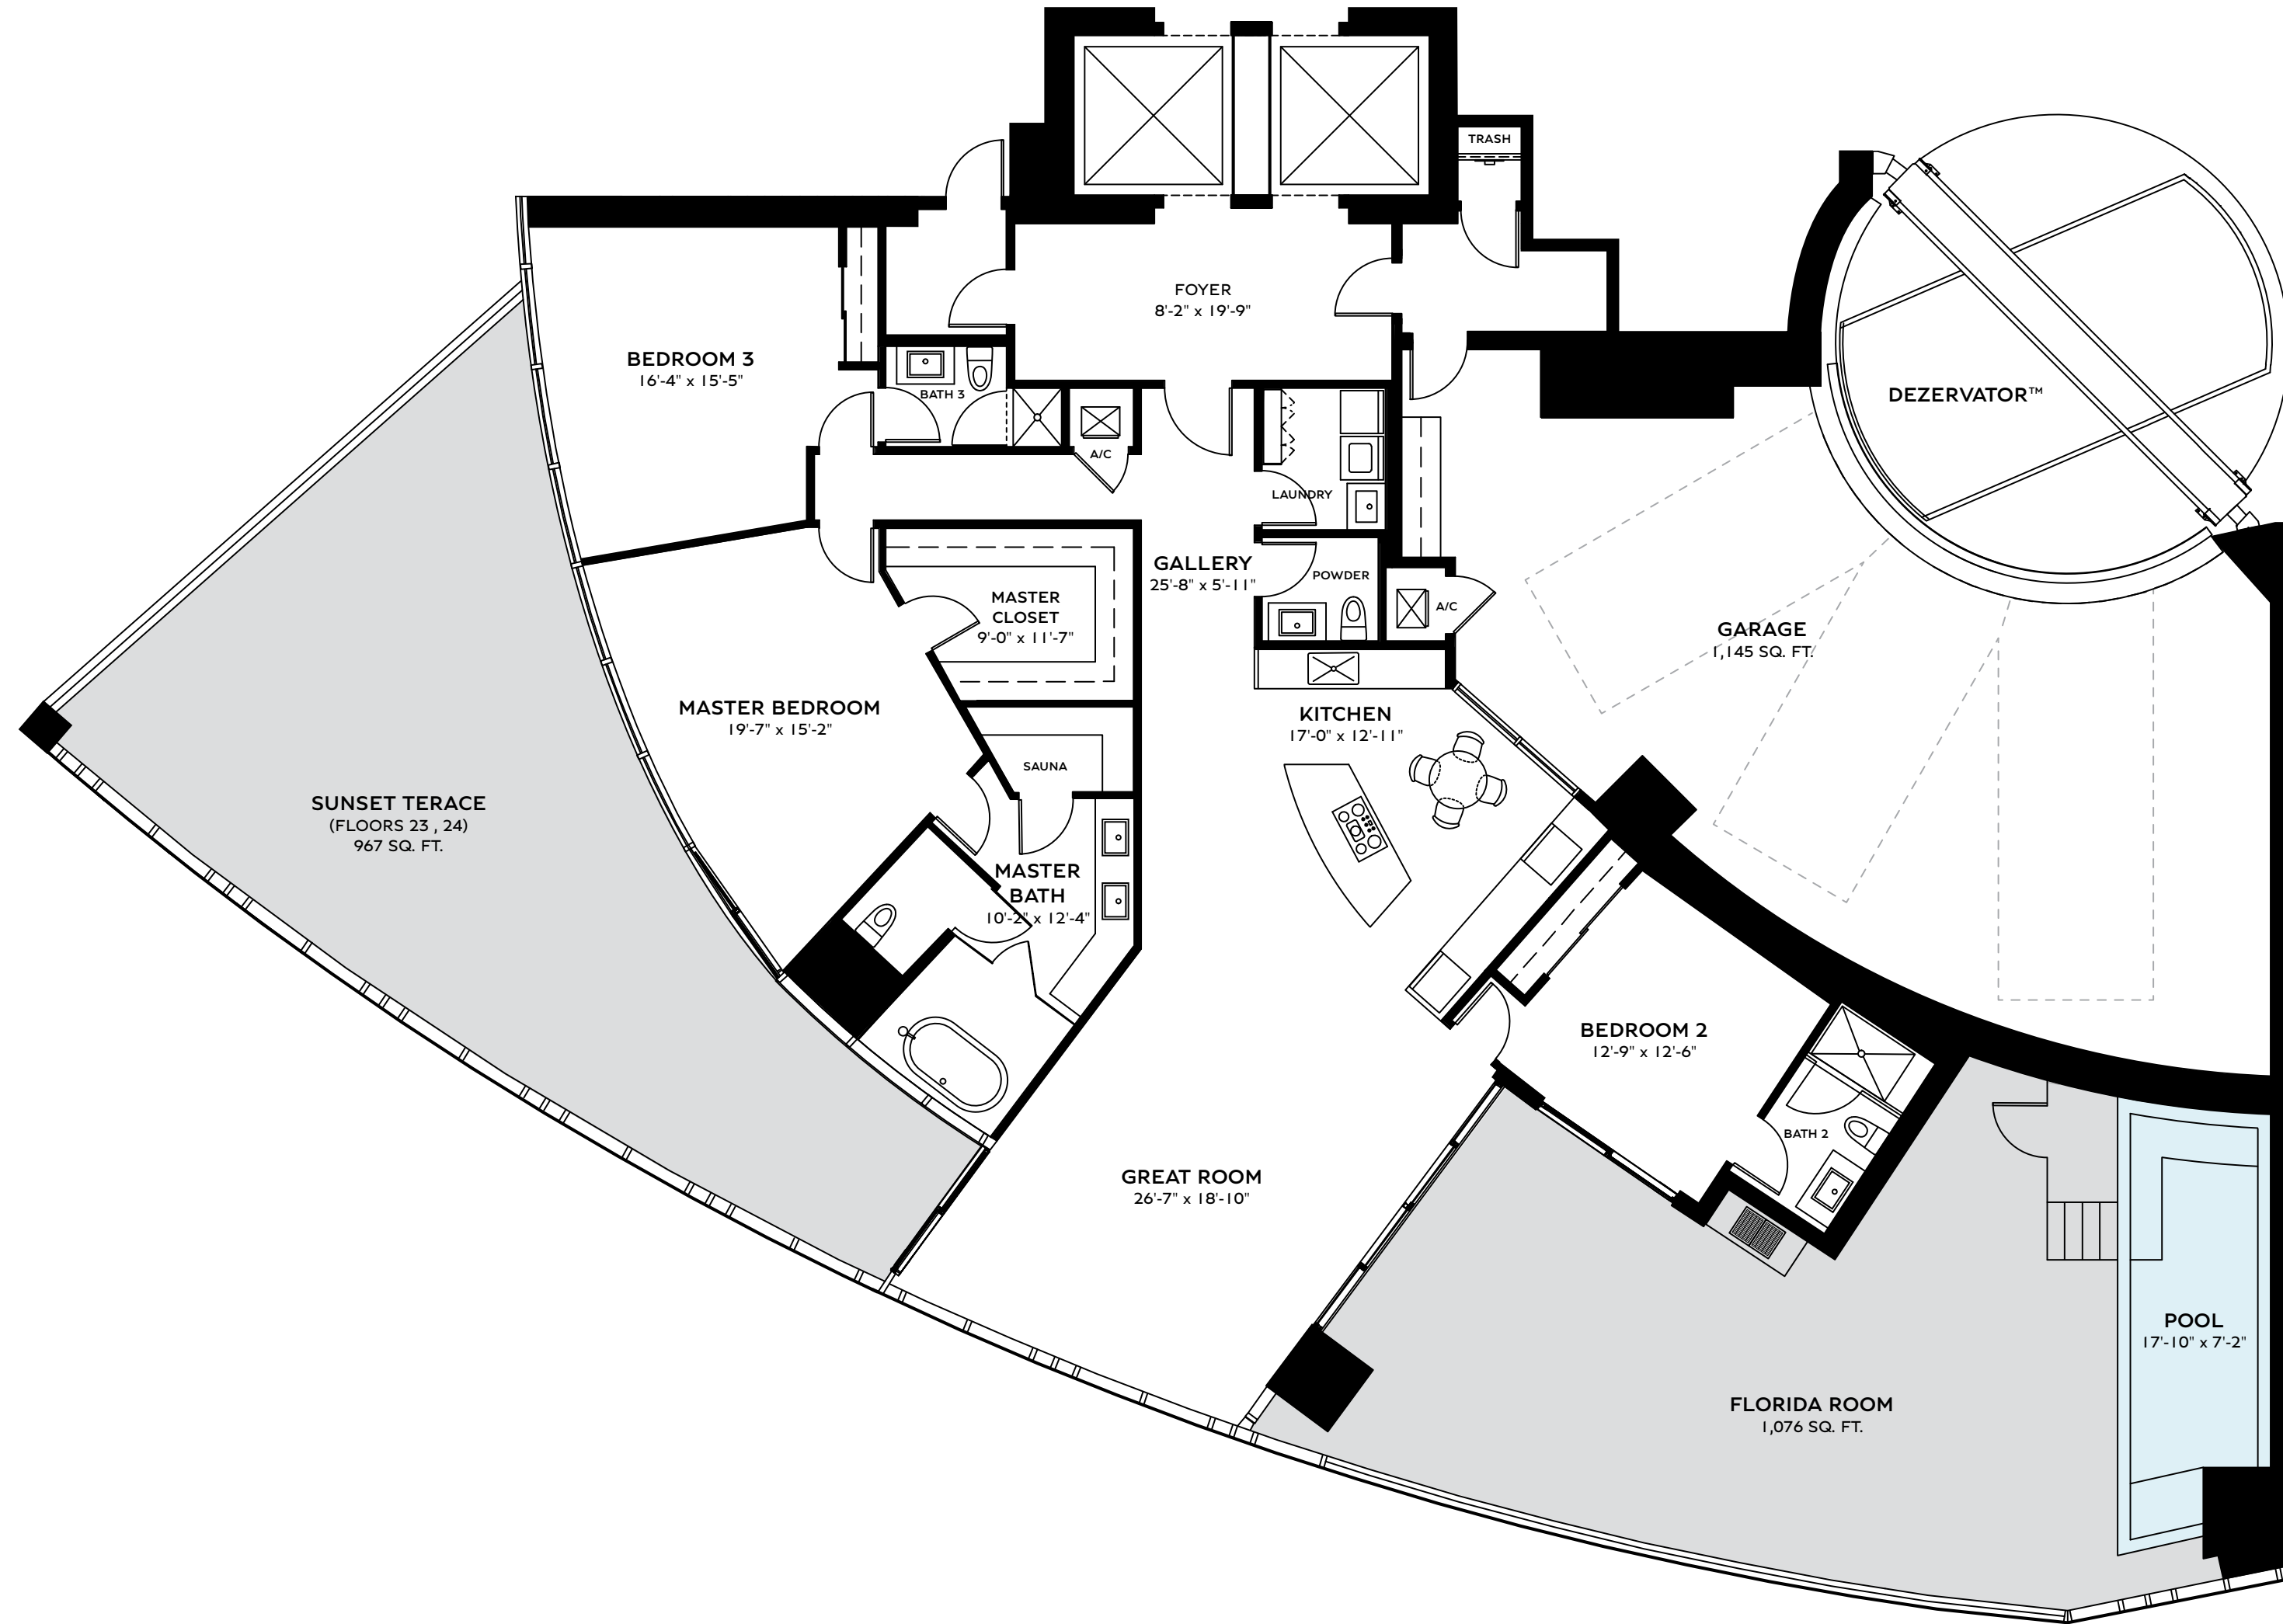 TRASH
FOYER
8'-2" x 19'-9"
BEDROOM 3
16'-4" x 15'-5"
BATH 3
DEZERVATOR™
A/C
LAUNDRY
GALLERY
25'-8" x 5'-11"
POWDER
MASTER
CLOSET
9'-0" x 11'-7"
A/C
GARAGE
1,145 SQ. FT.
MASTER BEDROOM
19'-7" x 15'-2"
KITCHEN
17'-0" x 12'-11"
SAUNA
SUNSET TERACE
(FLOORS 23 , 24)
967 SQ. FT.
MASTER
BATH
10'-2" x 12'-4"
BEDROOM 2
12'-9" x 12'-6"
BATH 2
GREAT ROOM
26'-7" x 18'-10"
POOL
17'-10" x 7'-2"
FLORIDA ROOM
1,076 SQ. FT.